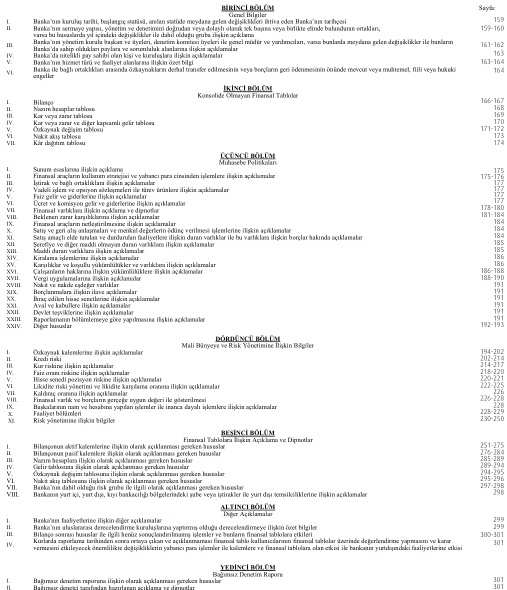 BİRİNCİ BÖLÜM Sayfa:
Genel Bilgiler
I. Banka'nın kuruluş tarihi, başlangıç statüsü, anılan statüde meydana gelen değişiklikleri ihtiva eden Banka'nın tarihçesi 159
II. Banka'nın sermaye yapısı, yönetim ve denetimini doğrudan veya dolaylı olarak tek başına veya birlikte elinde bulunduran ortakları, 159-160
varsa bu hususlarda yıl içindeki değişiklikler ile dahil olduğu gruba ilişkin açıklama
III. Banka'nın yönetim kurulu başkan ve üyeleri, denetim komitesi üyeleri ile genel müdür ve yardımcıları, varsa bunlarda meydana gelen değişiklikler ile bunların 161-162
Banka'da sahip oldukları paylara ve sorumluluk alanlarına ilişkin açıklamalar
IV. Banka'da nitelikli pay sahibi olan kişi ve kuruluşlara ilişkin açıklamalar 163
V. Banka'nın hizmet türü ve faaliyet alanlarına ilişkin özet bilgi 163-164
VI. Banka ile bağlı ortaklıkları arasında özkaynakların derhal transfer edilmesinin veya borçların geri ödenmesinin önünde mevcut veya muhtemel, fiili veya hukuki 164
engeller
İKİNCİ BÖLÜM
Konsolide Olmayan Finansal Tablolar
I. Bilanço 166-167
II. Nazım hesaplar tablosu 168
III. Kar veya zarar tablosu 169
IV. Kar veya zarar ve diğer kapsamlı gelir tablosu 170
V. Özkaynak değişim tablosu 171-172
VI. Nakit akış tablosu 173
VII. Kâr dağıtım tablosu 174
ÜÇÜNCÜ BÖLÜM
Muhasebe Politikaları
I. Sunum esaslarına ilişkin açıklama 175
II. Finansal araçların kullanım stratejisi ve yabancı para cinsinden işlemlere ilişkin açıklamalar 175-176
III. İştirak ve bağlı ortaklıklara ilişkin açıklamalar 177
IV. Vadeli işlem ve opsiyon sözleşmeleri ile türev ürünlere ilişkin açıklamalar 177
V. Faiz gelir ve giderlerine ilişkin açıklamalar 177
VI. Ücret ve komisyon gelir ve giderlerine ilişkin açıklamalar 177
VII. Finansal varlıklara ilişkin açıklama ve dipnotlar 178-180
VIII. Beklenen zarar karşılıklarına ilişkin açıklamalar 181-184
IX. Finansal araçların netleştirilmesine ilişkin açıklamalar 184
X. Satış ve geri alış anlaşmaları ve menkul değerlerin ödünç verilmesi işlemlerine ilişkin açıklamalar 184
XI. Satış amaçlı elde tutulan ve durdurulan faaliyetlere ilişkin duran varlıklar ile bu varlıklara ilişkin borçlar hakında açıklamalar 184
XII. Şerefiye ve diğer maddi olmayan duran varlıklara ilişkin açıklamalar 185
XIII. Maddi duran varlıklara ilişkin açıklamalar 185
XIV. Kiralama işlemlerine ilişkin açıklamalar 186
XV. Karşılıklar ve koşullu yükümlülükler ve varlıklara ilişkin açıklamalar 186
XVI. Çalışanların haklarına ilişkin yükümlülüklere ilişkin açıklamalar 186-188
XVII. Vergi uygulamalarına ilişkin açıklamalar 188-190
XVIII. Nakit ve nakde eşdeğer varlıklar 191
XIX. Borçlanmalara ilişkin ilave açıklamalar 191
XX. İhraç edilen hisse senetlerine ilişkin açıklamalar 191
XXI. Aval ve kabullere ilişkin açıklamalar 191
XXII. Devlet teşviklerine ilişkin açıklamalar 191
XXIII. Raporlamanın bölümlemeye göre yapılmasına ilişkin açıklamalar 191
XXIV. Diğer hususlar 192-193
DÖRDÜNCÜ BÖLÜM
Mali Bünyeye ve Risk Yönetimine İlişkin Bilgiler
I. Özkaynak kalemlerine ilişkin açıklamalar 194-202
II. Kredi riski 202-214
III. Kur riskine ilişkin açıklamalar 214-217
IV. Faiz oranı riskine ilişkin açıklamalar 218-220
V. Hisse senedi pozisyon riskine ilişkin açıklamalar 220-221
VI. Likidite riski yönetimi ve likidite karşılama oranına ilişkin açıklamalar 222-225
VII. Kaldıraç oranına ilişkin açıklamalar 226
VIII. Finansal varlık ve borçların gerçeğe uygun değeri ile gösterilmesi 226-228
IX. Başkalarının nam ve hesabına yapılan işlemler ile inanca dayalı işlemlere ilişkin açıklamalar 228
X. Faaliyet bölümleri 228-229
XI. Risk yönetimine ilişkin bilgiler 230-250
BEŞİNCİ BÖLÜM
Finansal Tablolara İlişkin Açıklama ve Dipnotlar
I. Bilançonun aktif kalemlerine ilişkin olarak açıklanması gereken hususlar 251-275
II. Bilançonun pasif kalemlerine ilişkin olarak açıklanması gereken hususlar 276-284
III. Nazım hesaplara ilişkin olarak açıklanması gereken hususlar 285-289
IV. Gelir tablosuna ilişkin olarak açıklanması gereken hususlar 289-294
V. Özkaynak değişim tablosuna ilişkin olarak açıklanması gereken hususlar 294-295
VI. Nakit akış tablosuna ilişkin olarak açıklanması gereken hususlar 295-296
VII. Banka'nın dahil olduğu risk grubu ile ilgili olarak açıklanması gereken hususlar 297-298
VIII. Bankanın yurt içi, yurt dışı, kıyı bankacılığı bölgelerindeki şube veya iştirakler ile yurt dışı temsilciliklerine ilişkin açıklamalar 298
ALTINCI BÖLÜM
Diğer Açıklamalar
I. Banka'nın faaliyetlerine ilişkin diğer açıklamalar 299
II. Banka'nın uluslararası derecelendirme kuruluşlarına yaptırmış olduğu derecelendirmeye ilişkin özet bilgiler 299
III. Bilanço sonrası hususlar ile ilgili henüz sonuçlandırılmamış işlemler ve bunların finansal tablolara etkileri 300-301
IV. Kurlarda raporlama tarihinden sonra ortaya çıkan ve açıklanmaması finansal tablo kullanıcılarının finansal tablolar üzerinde değerlendirme yapmasını ve karar 301
vermesini etkileyecek önemlilikte değişikliklerin yabancı para işlemler ile kalemlere ve finansal tablolara olan etkisi ile bankanın yurtdışındaki faaliyetlerine etkisi
YEDİNCİ BÖLÜM
Bağımsız Denetim Raporu
I. Bağımsız denetim raporuna ilişkin olarak açıklanması gereken hususlar 301
II. Bağımsız denetçi tarafından hazırlanan açıklama ve dipnotlar 301